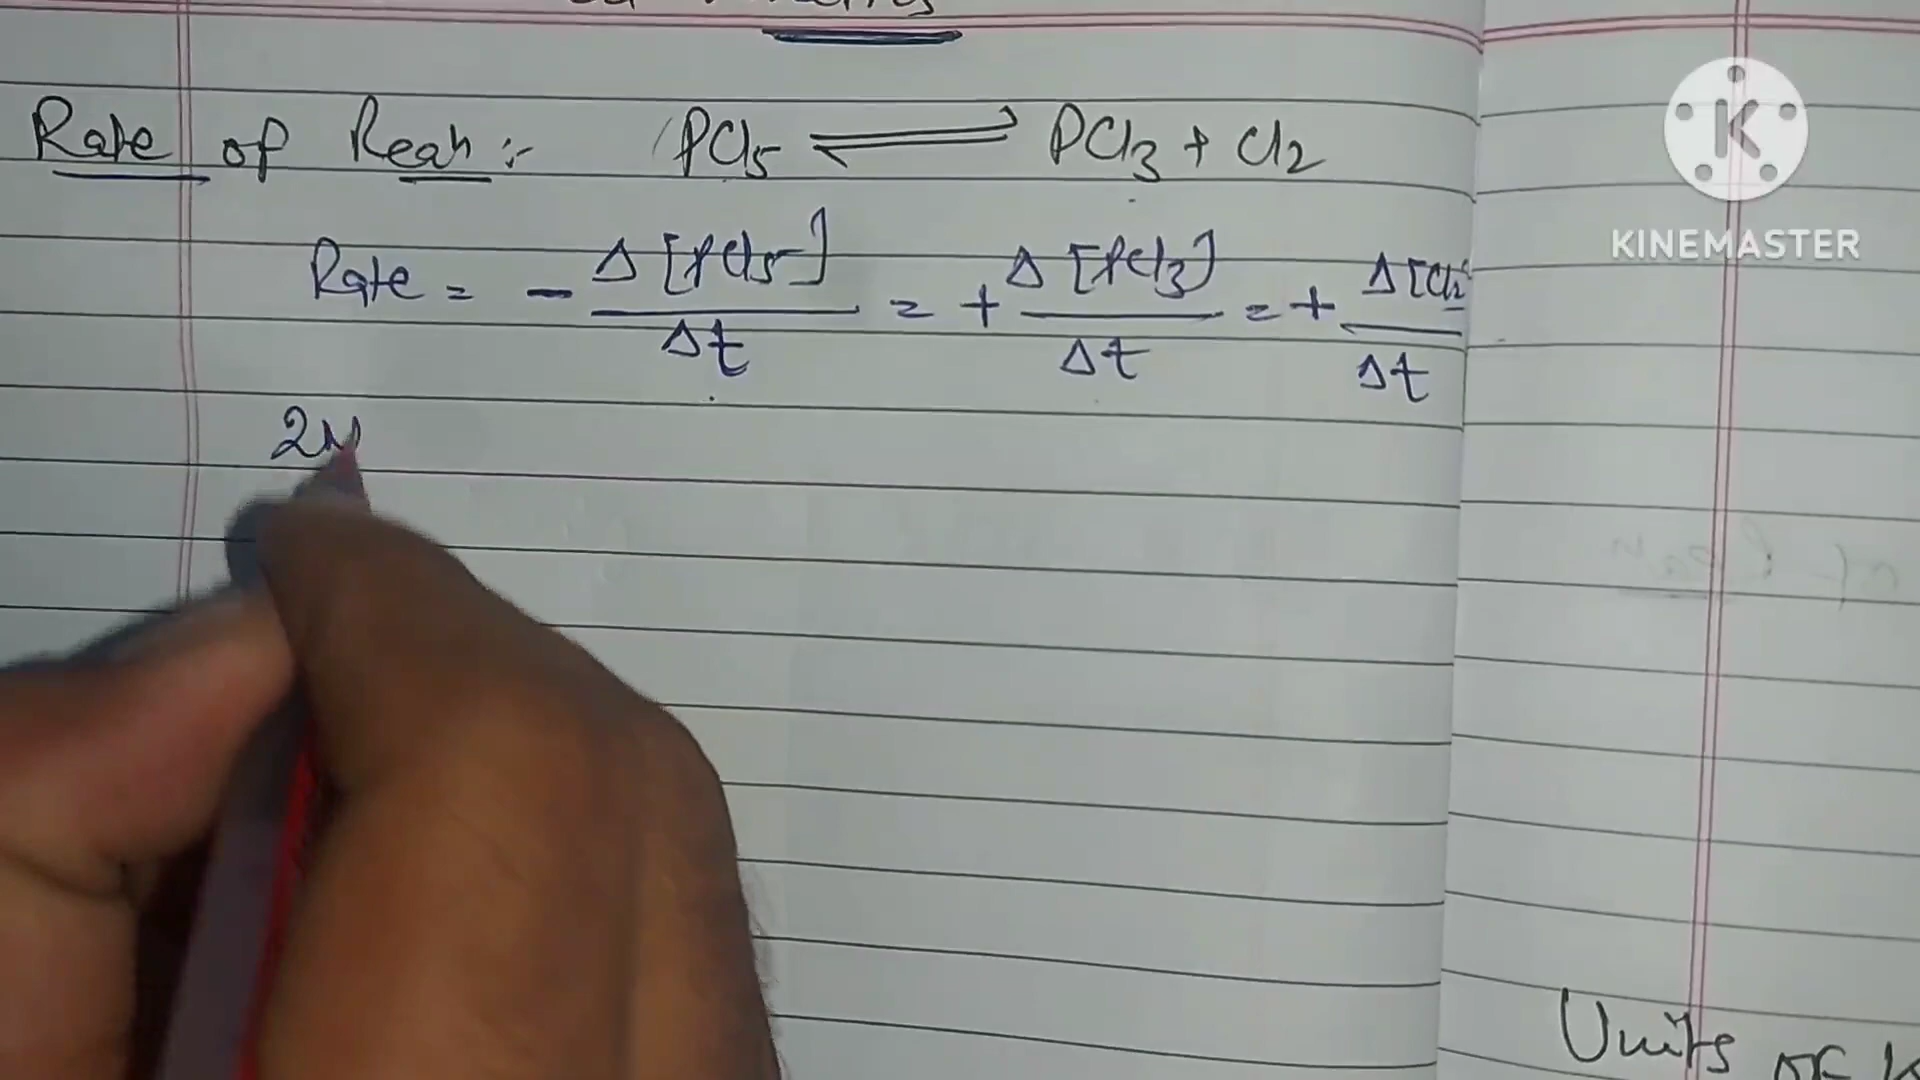 Rate of Rean :-  PCl5 ⇌ PCl3 + Cl2
Rate = - Δ[PCl5]/Δt = + Δ[PCl3]/Δt = + Δ[Cl2]/Δt
2N
Units of K
K
KINEMASTER